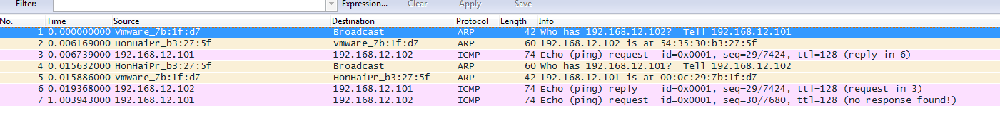 Filter: Expression... Clear Apply Save
No. Time Source Destination Protocol Length Info
1 0.000000000 Vmware_7b:1f:d7 Broadcast ARP 42 Who has 192.168.12.102? Tell 192.168.12.101
2 0.006169000 HonHaiPr_b3:27:5f Vmware_7b:1f:d7 ARP 60 192.168.12.102 is at 54:35:30:b3:27:5f
3 0.006739000 192.168.12.101 192.168.12.102 ICMP 74 Echo (ping) request id=0x0001, seq=29/7424, ttl=128 (reply in 6)
4 0.015632000 HonHaiPr_b3:27:5f Broadcast ARP 60 Who has 192.168.12.101? Tell 192.168.12.102
5 0.015886000 Vmware_7b:1f:d7 HonHaiPr_b3:27:5f ARP 42 192.168.12.101 is at 00:0c:29:7b:1f:d7
6 0.019368000 192.168.12.102 192.168.12.101 ICMP 74 Echo (ping) reply id=0x0001, seq=29/7424, ttl=128 (request in 3)
7 1.003943000 192.168.12.101 192.168.12.102 ICMP 74 Echo (ping) request id=0x0001, seq=30/7680, ttl=128 (no response found!)